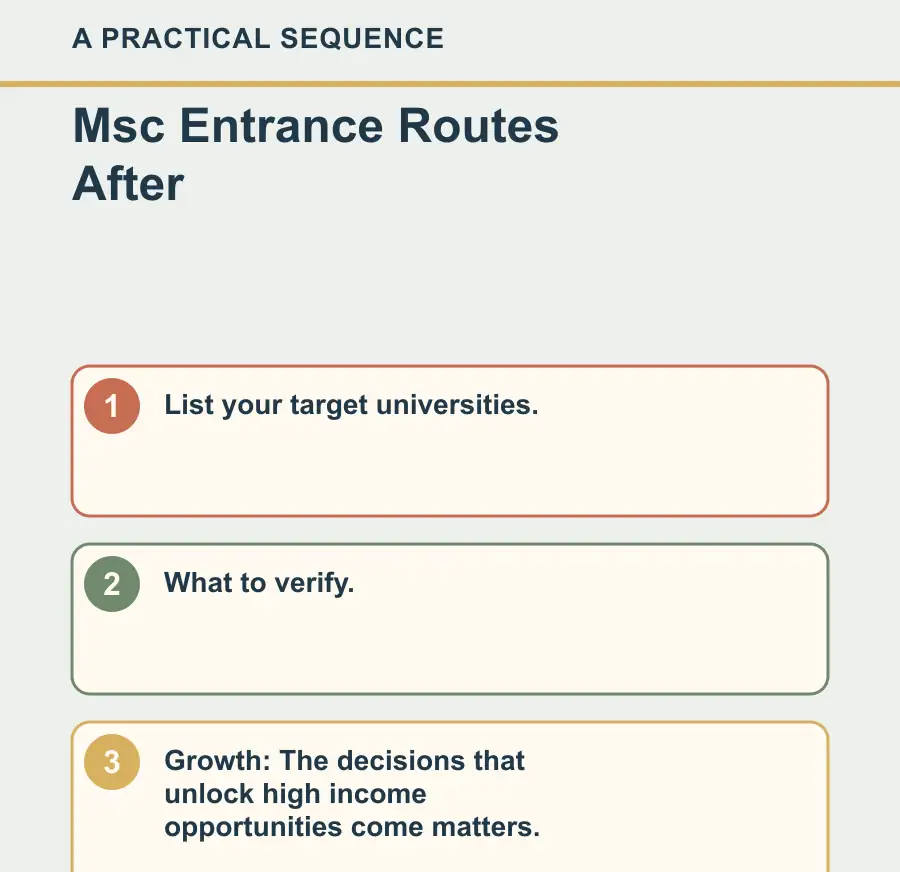 A PRACTICAL SEQUENCE
Msc Entrance Routes
After
1
List your target universities.
2
What to verify.
3
Growth: The decisions that
unlock high income
opportunities come matters.